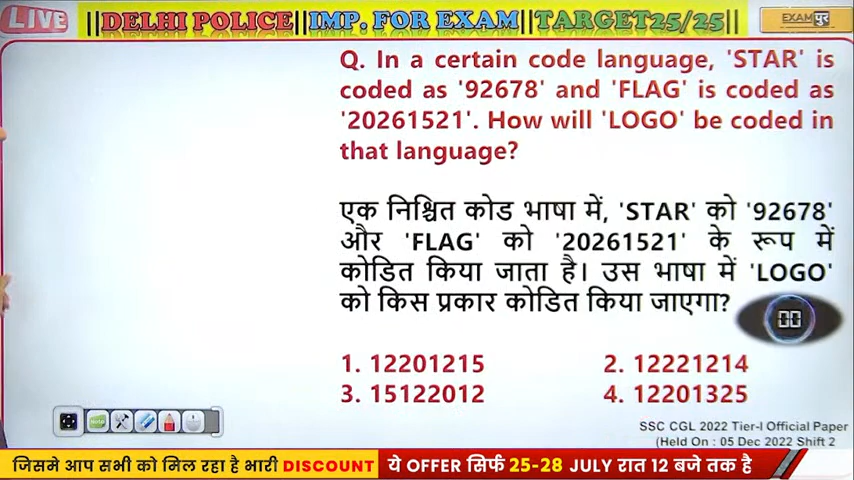 LIVE
||DELHI POLICE||IMP. FOR EXAM||TARGET25/25||
EXAMपुर
Q. In a certain code language, 'STAR' is
coded as '92678' and 'FLAG' is coded as
'20261521'. How will 'LOGO' be coded in
that language?
एक निश्चित कोड भाषा में, 'STAR' को '92678'
और 'FLAG' को '20261521' के रूप में
कोडित किया जाता है। उस भाषा में 'LOGO'
को किस प्रकार कोडित किया जाएगा?
00
1. 12201215 2. 12221214
3. 15122012 4. 12201325
SSC CGL 2022 Tier-I Official Paper
(Held On : 05 Dec 2022 Shift 2
जिसमे आप सभी को मिल रहा है भारी DISCOUNT ये OFFER सिर्फ 25-28 JULY रात 12 बजे तक है